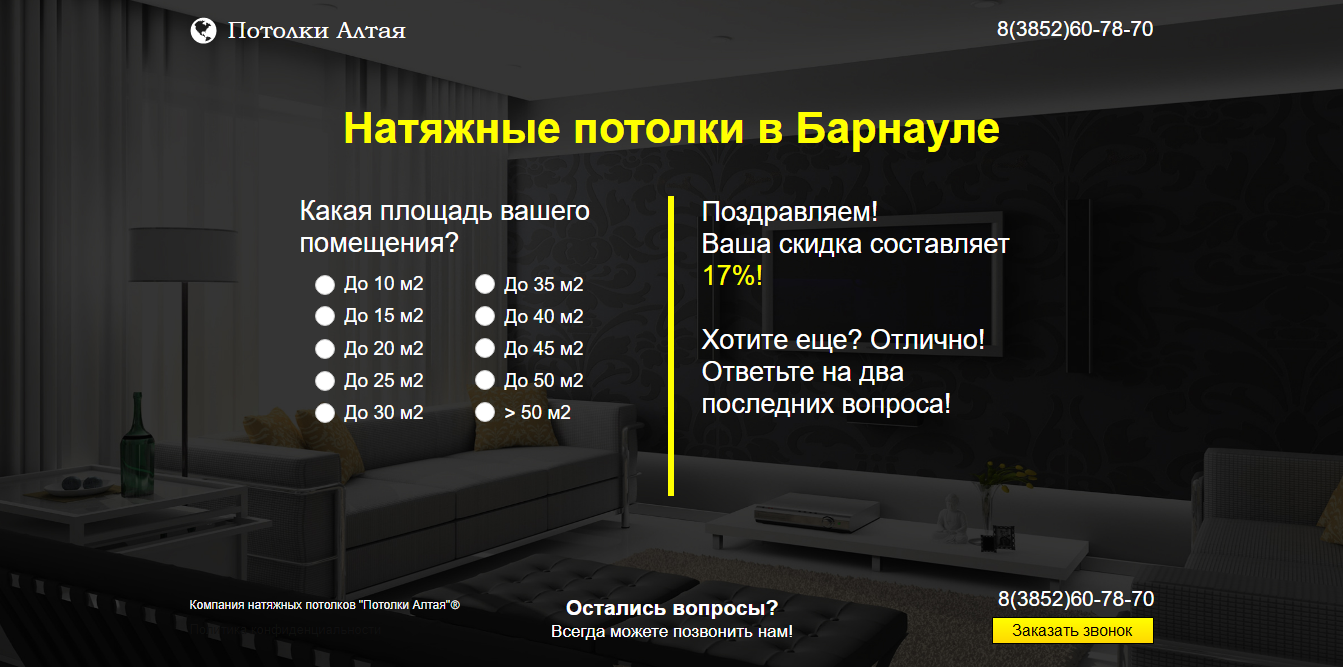 Потолки Алтая
8(3852)60-78-70
Натяжные потолки в Барнауле
Какая площадь вашего
помещения?
До 10 м2
До 35 м2
До 15 м2
До 40 м2
До 20 м2
До 45 м2
До 25 м2
До 50 м2
До 30 м2
> 50 м2
Поздравляем!
Ваша скидка составляет
17%!
Хотите еще? Отлично!
Ответьте на два
последних вопроса!
Компания натяжных потолков "Потолки Алтая"®
Остались вопросы?
Всегда можете позвонить нам!
8(3852)60-78-70
Заказать звонок